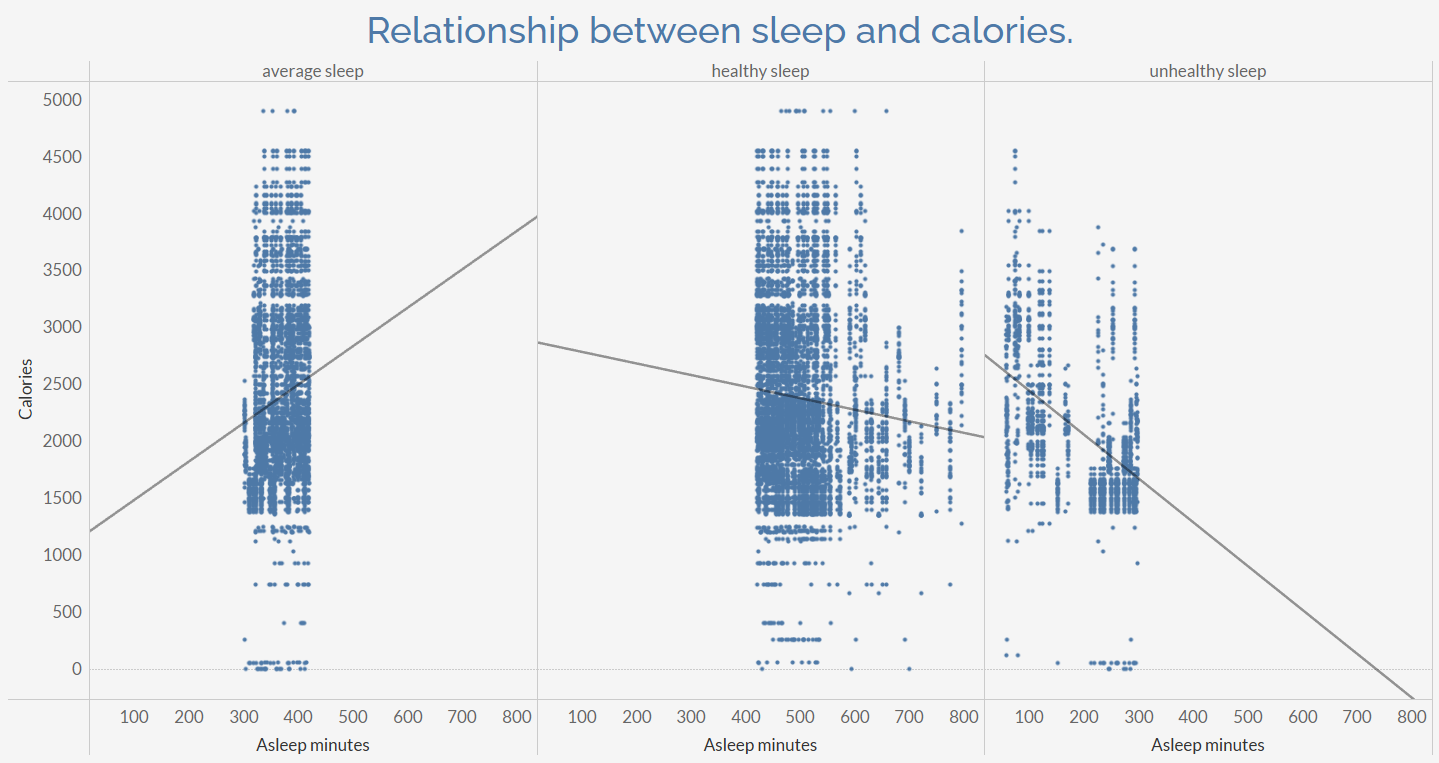 Relationship between sleep and calories.
average sleep healthy sleep unhealthy sleep
5000
4500
4000
3500
3000
2500
2000
1500
1000
500
0
Calories
100 200 300 400 500 600 700 800 100 200 300 400 500 600 700 800 100 200 300 400 500 600 700 800
Asleep minutes Asleep minutes Asleep minutes